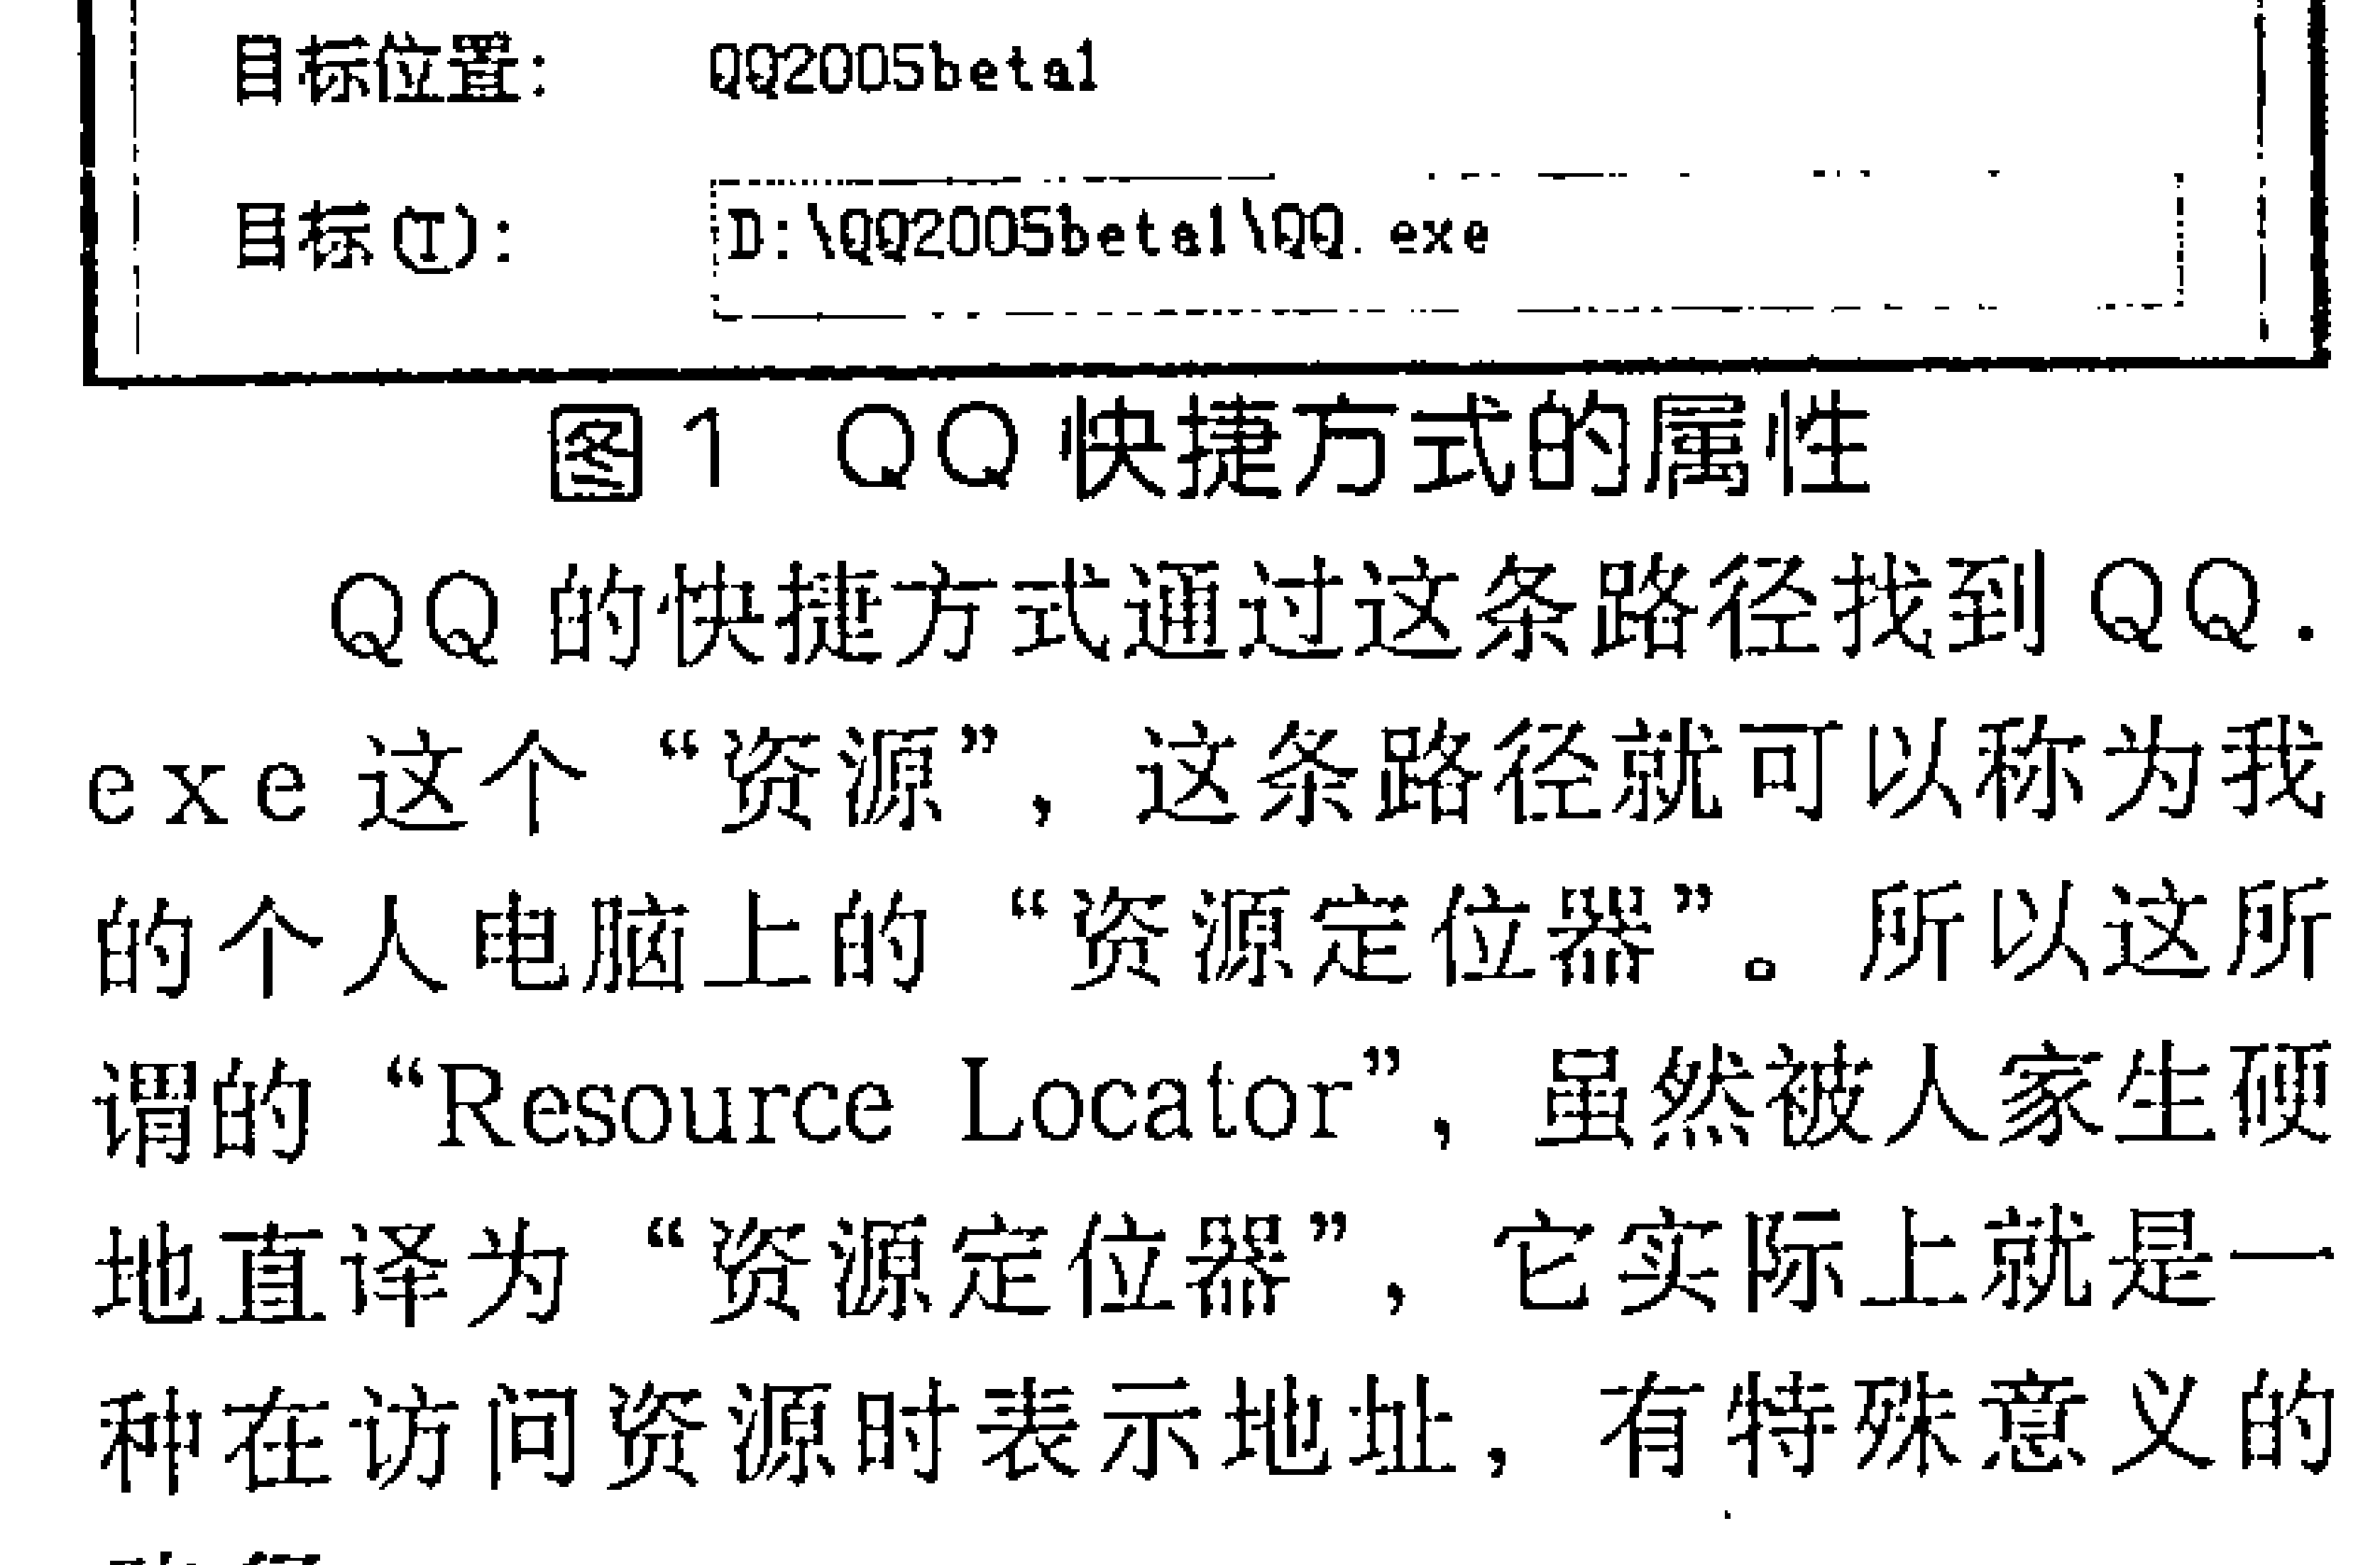 目标位置: QQ2005beta1
目标(T): D:\QQ2005beta1\QQ.exe
图1 QQ快捷方式的属性
QQ的快捷方式通过这条路径找到QQ.
exe这个“资源”，这条路径就可以称为我
的个人电脑上的“资源定位器”。所以这所
谓的“Resource Locator”，虽然被人家生硬
地直译为“资源定位器”，它实际上就是一
种在访问资源时表示地址，有特殊意义的